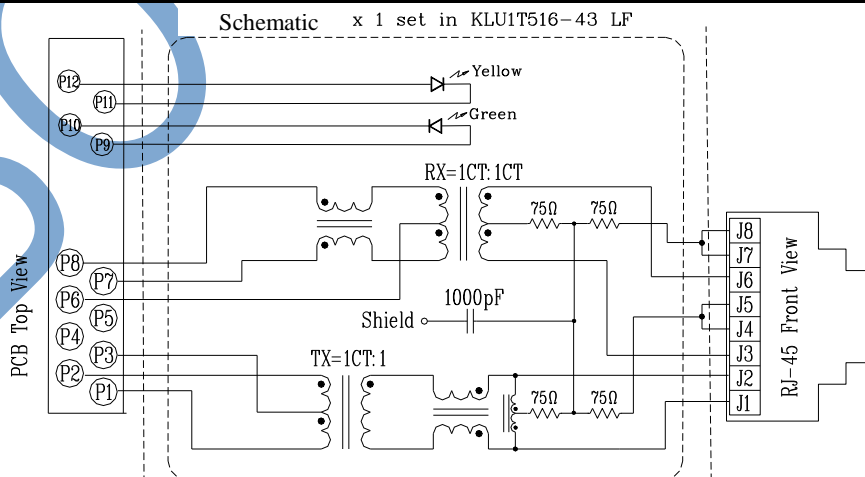 Schematic x 1 set in KLU1T516-43 LF
P12
Yellow
P11
P10
Green
P9
RX=1CT:1CT
75Ω 75Ω
J8
J7
P8
P7
J6
P6
1000pF
J5
P5
Shield
J4
P4
J3
P3
TX=1CT:1
P2
J2
P1
75Ω 75Ω
J1
PCB Top View
RJ-45 Front View